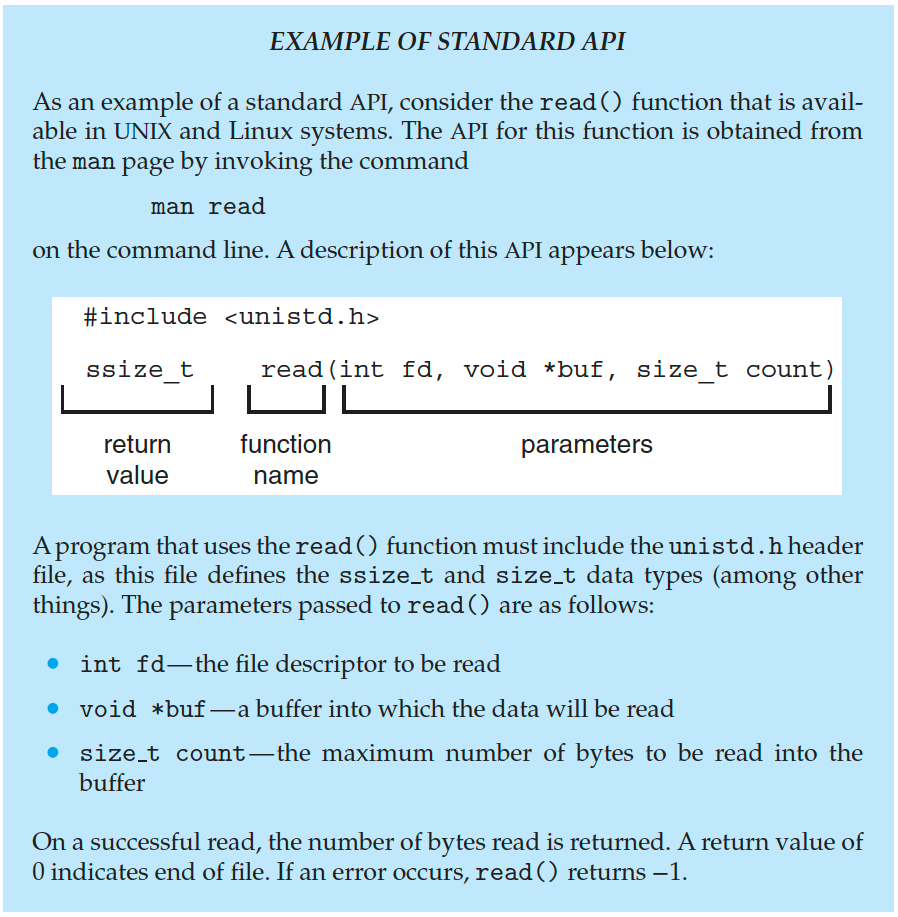 EXAMPLE OF STANDARD API
As an example of a standard API, consider the read() function that is avail-
able in UNIX and Linux systems. The API for this function is obtained from
the man page by invoking the command
man read
on the command line. A description of this API appears below:
#include <unistd.h>
ssize_t read(int fd, void *buf, size_t count)
return function parameters
value name
A program that uses the read() function must include the unistd.h header
file, as this file defines the ssize_t and size_t data types (among other
things). The parameters passed to read() are as follows:
• int fd—the file descriptor to be read
• void *buf—a buffer into which the data will be read
• size_t count—the maximum number of bytes to be read into the
buffer
On a successful read, the number of bytes read is returned. A return value of
0 indicates end of file. If an error occurs, read() returns −1.